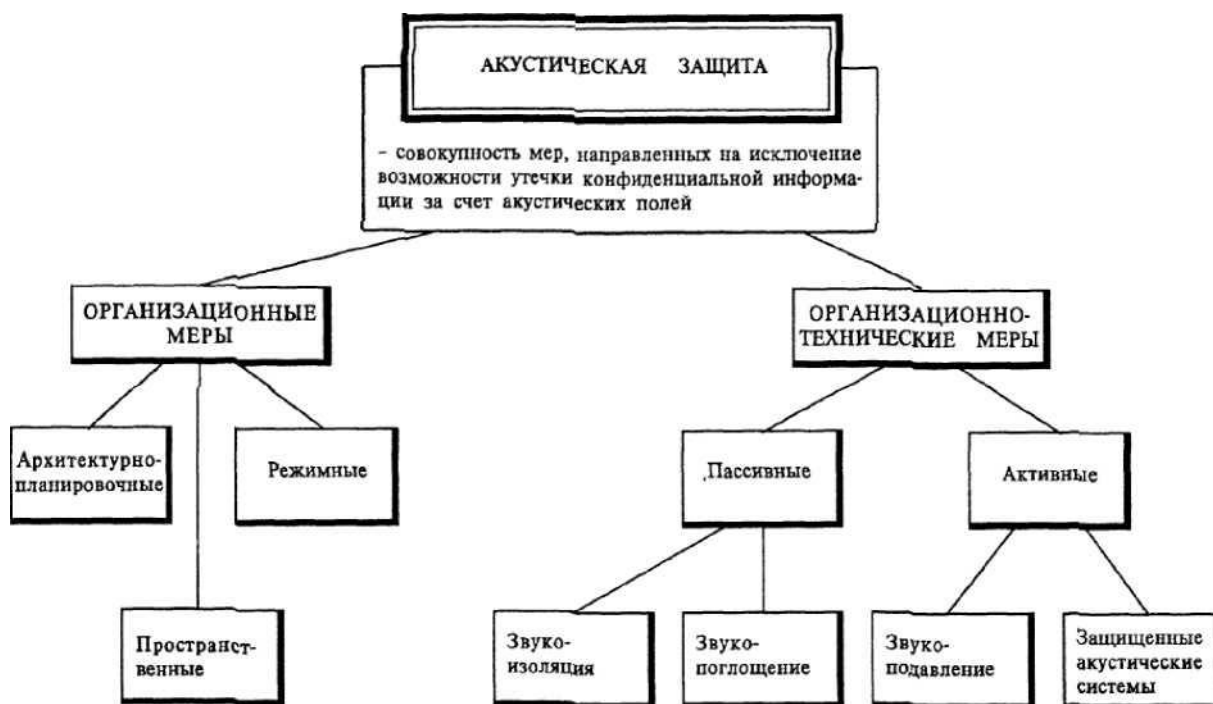 АКУСТИЧЕСКАЯ ЗАЩИТА
- совокупность мер, направленных на исключение
возможности утечки конфиденциальной информа-
ции за счет акустических полей
ОРГАНИЗАЦИОННЫЕ
МЕРЫ
ОРГАНИЗАЦИОННО-
ТЕХНИЧЕСКИЕ МЕРЫ
Архитектурно-
планировочные
Режимные
Пассивные
Активные
Пространст-
венные
Звуко-
изоляция
Звуко-
поглощение
Звуко-
подавление
Защищенные
акустические
системы